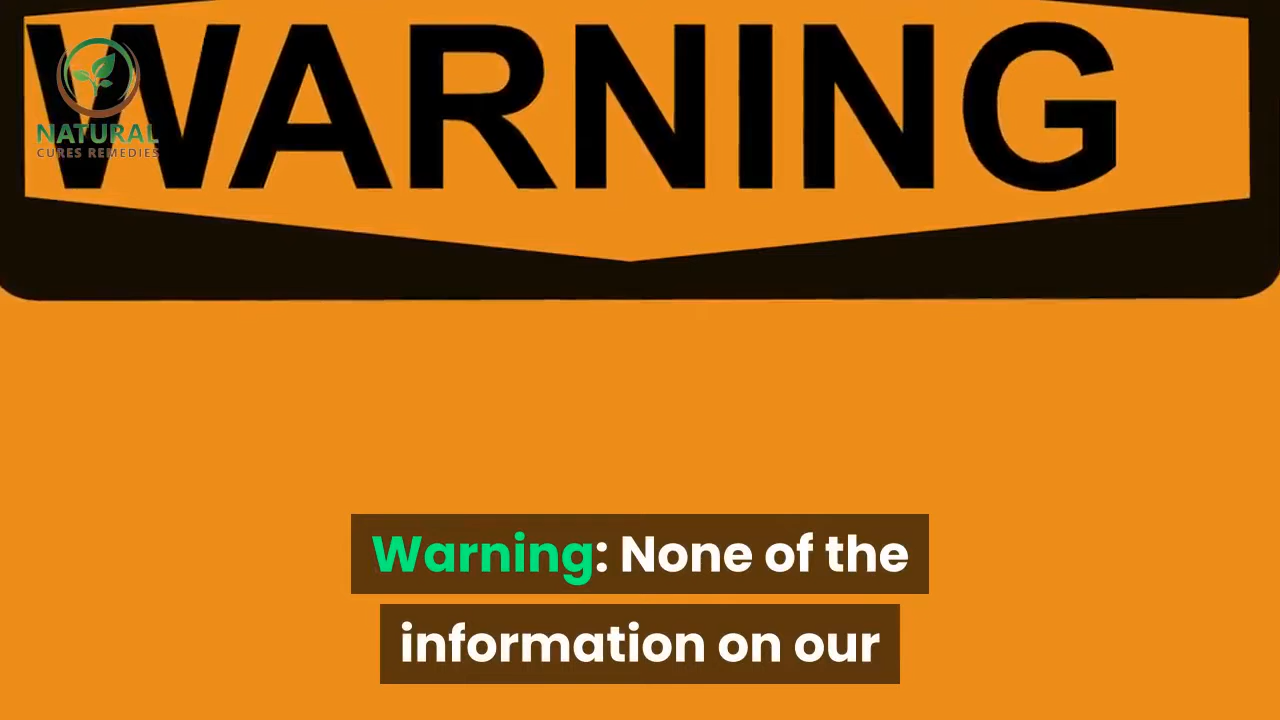 WARNING
NATURAL
CURES REMEDIES
Warning: None of the
information on our